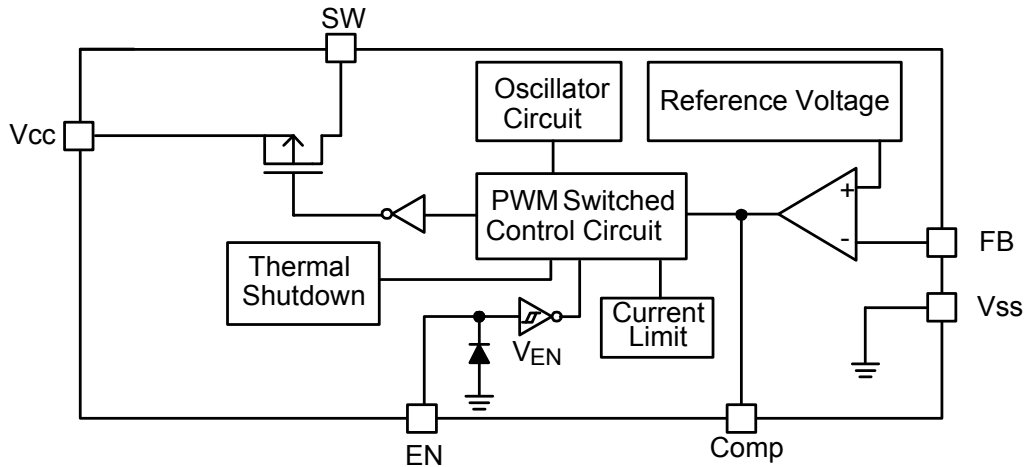 SW
Oscillator
Circuit
Reference Voltage
Vcc
+
-
PWM Switched
Control Circuit
FB
Thermal
Shutdown
Vss
Current
Limit
VEN
EN
Comp